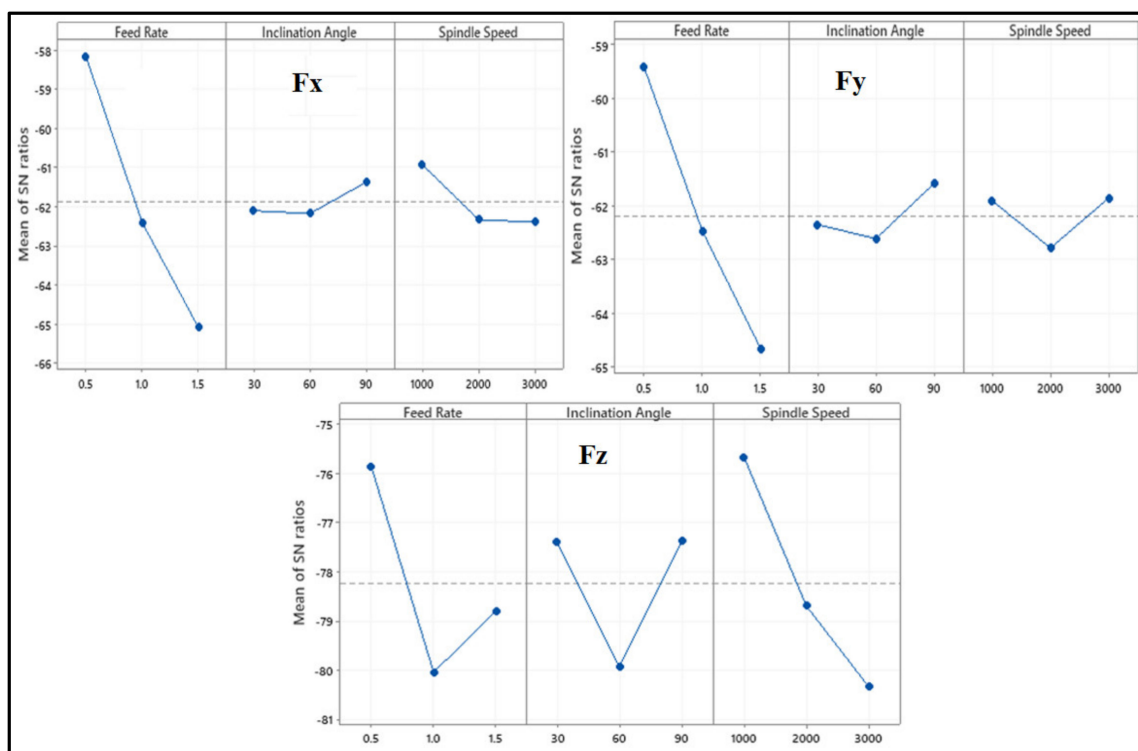 Feed Rate Inclination Angle Spindle Speed
Fx
Mean of SN ratios
-58
-59
-60
-61
-62
-63
-64
-65
-66
0.5 1.0 1.5 30 60 90 1000 2000 3000
Feed Rate Inclination Angle Spindle Speed
Fy
Mean of SN ratios
-59
-60
-61
-62
-63
-64
-65
0.5 1.0 1.5 30 60 90 1000 2000 3000
Feed Rate Inclination Angle Spindle Speed
Fz
Mean of SN ratios
-75
-76
-77
-78
-79
-80
-81
0.5 1.0 1.5 30 60 90 1000 2000 3000